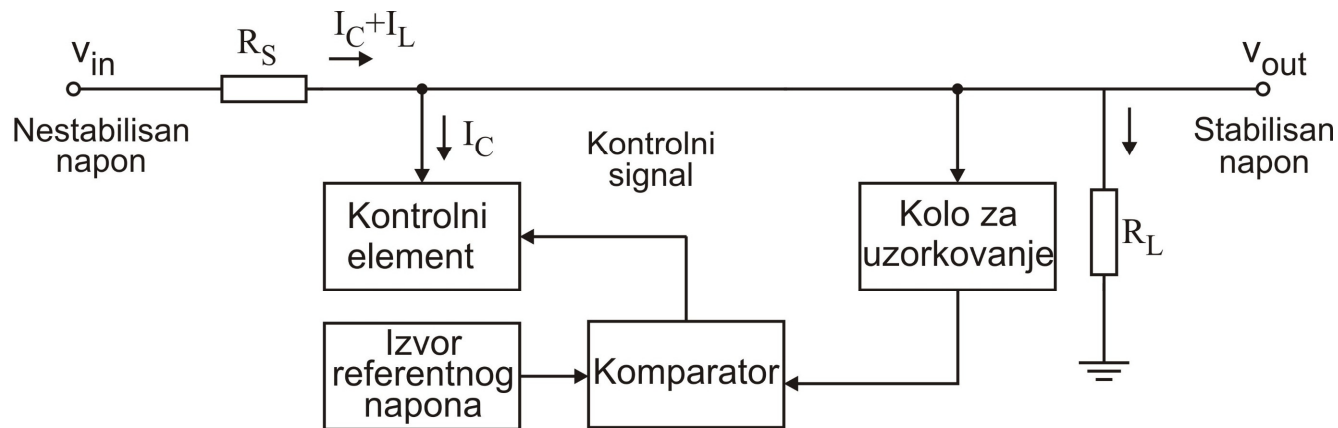 v_in
R_S
I_C+I_L
v_out
Nestabilisan
napon
I_C
Kontrolni
signal
Stabilisan
napon
Kontrolni
element
Kolo za
uzorkovanje
R_L
Izvor
referentnog
napona
Komparator